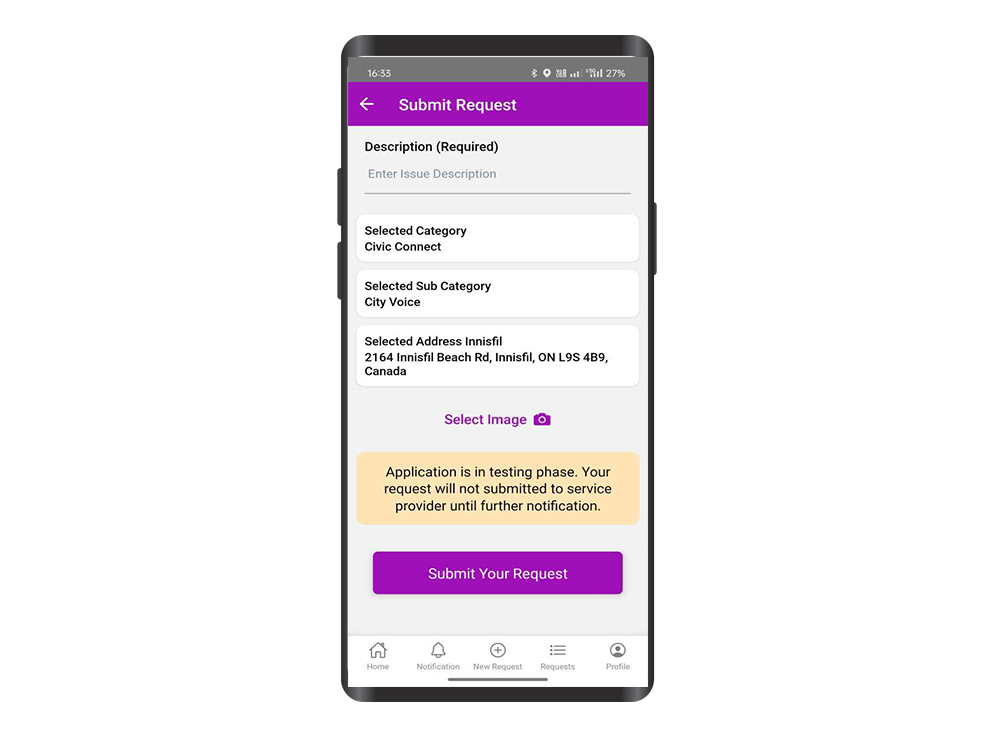 16:33
27%
Submit Request
Description (Required)
Enter Issue Description
Selected Category
Civic Connect
Selected Sub Category
City Voice
Selected Address Innisfil
2164 Innisfil Beach Rd, Innisfil, ON L9S 4B9,
Canada
Select Image
Application is in testing phase. Your
request will not submitted to service
provider until further notification.
Submit Your Request
Home Notification New Request Requests Profile